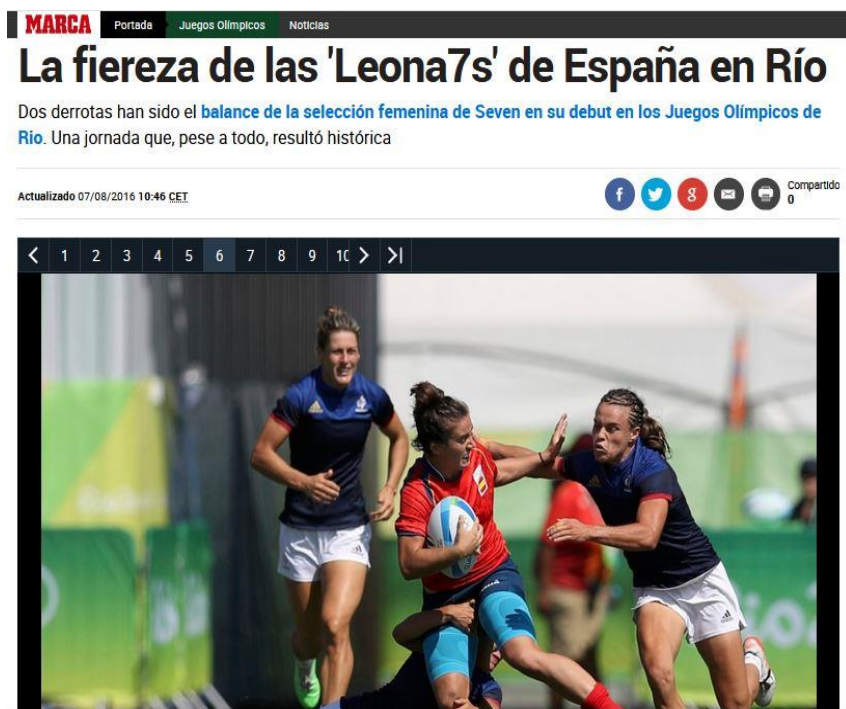 MARCA Portada Juegos Olímpicos Noticias
La fiereza de las 'Leona7s' de España en Río
Dos derrotas han sido el balance de la selección femenina de Seven en su debut en los Juegos Olímpicos de
Rio. Una jornada que, pese a todo, resultó histórica
Actualizado 07/08/2016 10:46 CET
f 8 Compartido
0
1 2 3 4 5 6 7 8 9 10